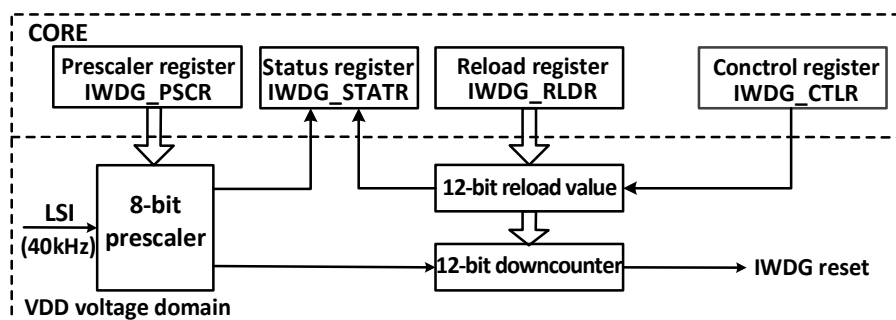 CORE
Prescaler register
IWDG_PSCR
Status register
IWDG_STATR
Reload register
IWDG_RLDR
Conctrol register
IWDG_CTLR
LSI
(40kHz)
8-bit
prescaler
12-bit reload value
12-bit downcounter
IWDG reset
VDD voltage domain